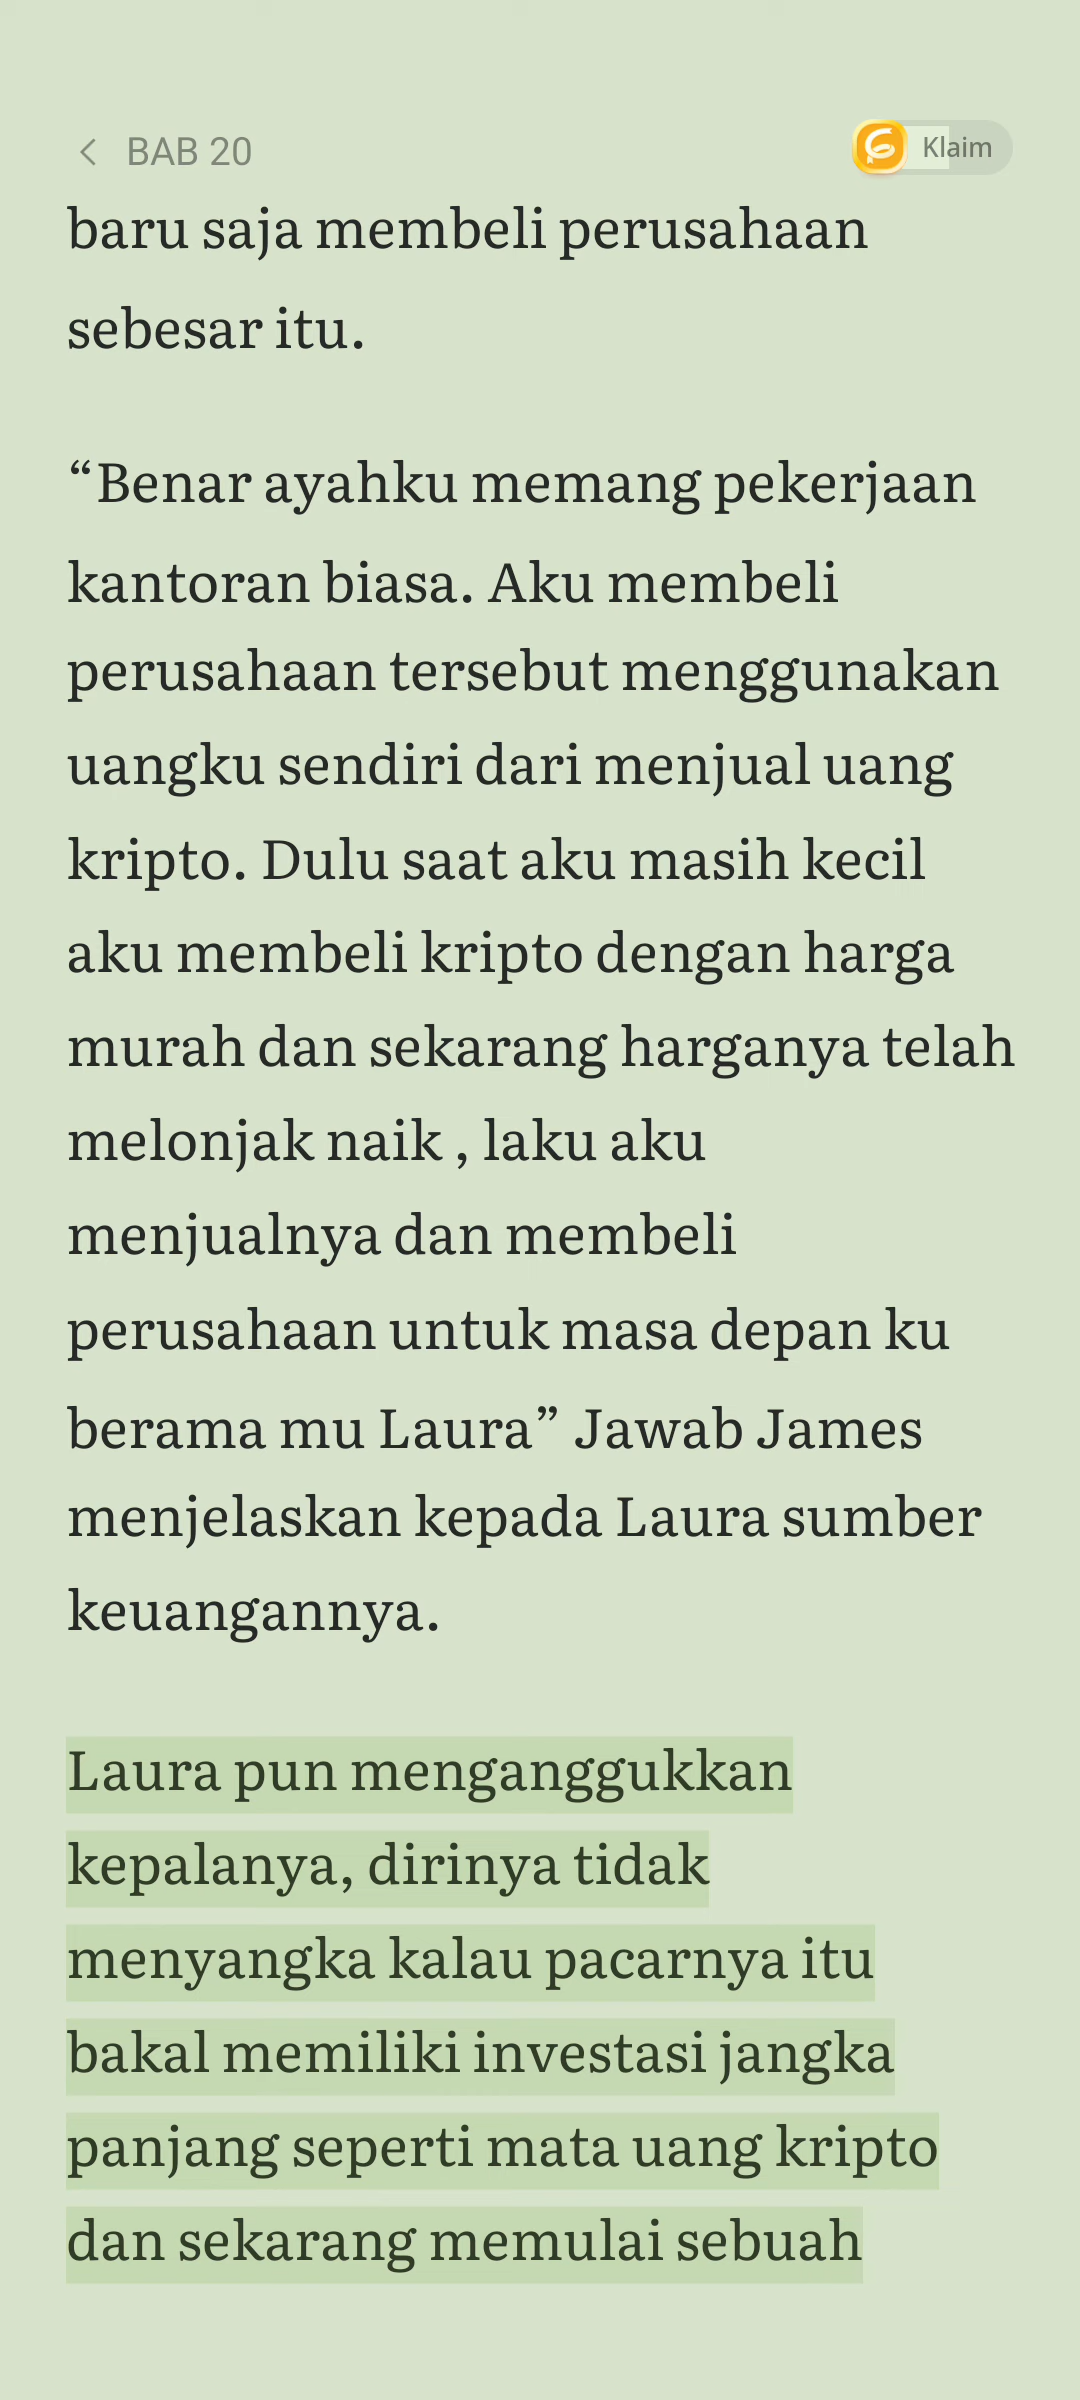 BAB 20
Klaim
baru saja membeli perusahaan
sebesar itu.
“Benar ayahku memang pekerjaan
kantoran biasa. Aku membeli
perusahaan tersebut menggunakan
uangku sendiri dari menjual uang
kripto. Dulu saat aku masih kecil
aku membeli kripto dengan harga
murah dan sekarang harganya telah
melonjak naik , laku aku
menjualnya dan membeli
perusahaan untuk masa depan ku
berama mu Laura” Jawab James
menjelaskan kepada Laura sumber
keuangannya.
Laura pun menganggukkan
kepalanya, dirinya tidak
menyangka kalau pacarnya itu
bakal memiliki investasi jangka
panjang seperti mata uang kripto
dan sekarang memulai sebuah